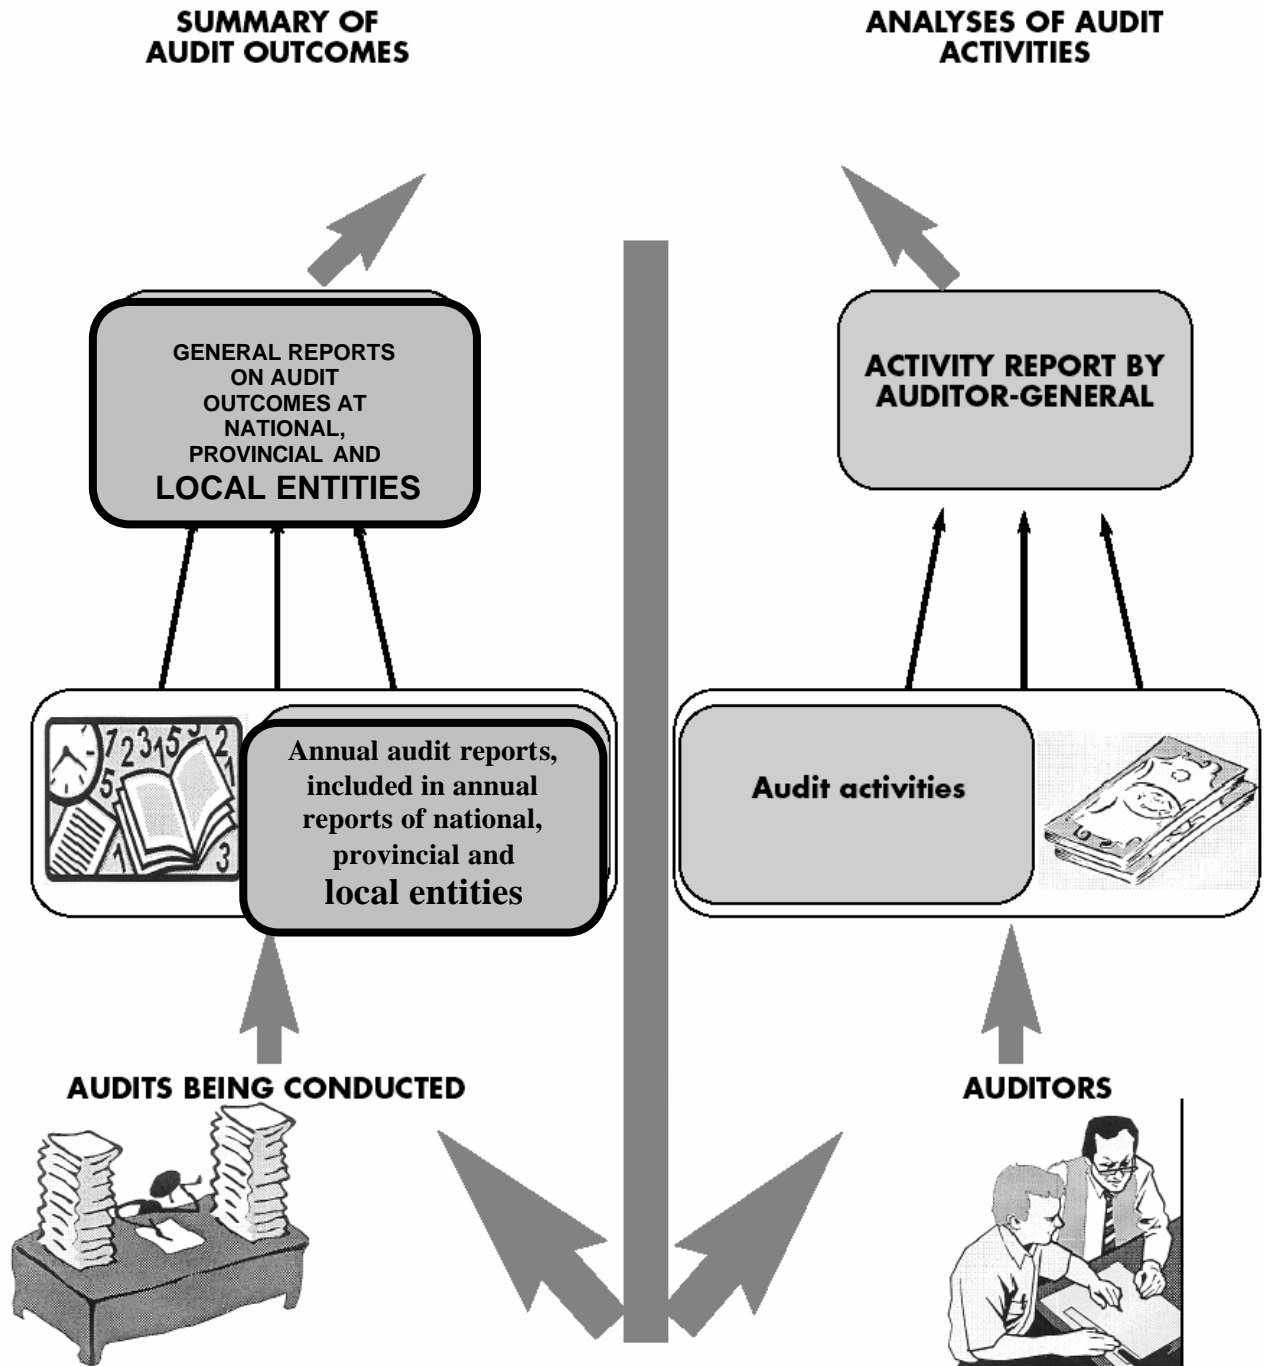 SUMMARY OF
AUDIT OUTCOMES
ANALYSES OF AUDIT
ACTIVITIES
GENERAL REPORTS
ON AUDIT
OUTCOMES AT
NATIONAL,
PROVINCIAL AND
LOCAL ENTITIES
ACTIVITY REPORT BY
AUDITOR-GENERAL
Annual audit reports,
included in annual
reports of national,
provincial and
local entities
Audit activities
AUDITS BEING CONDUCTED
AUDITORS